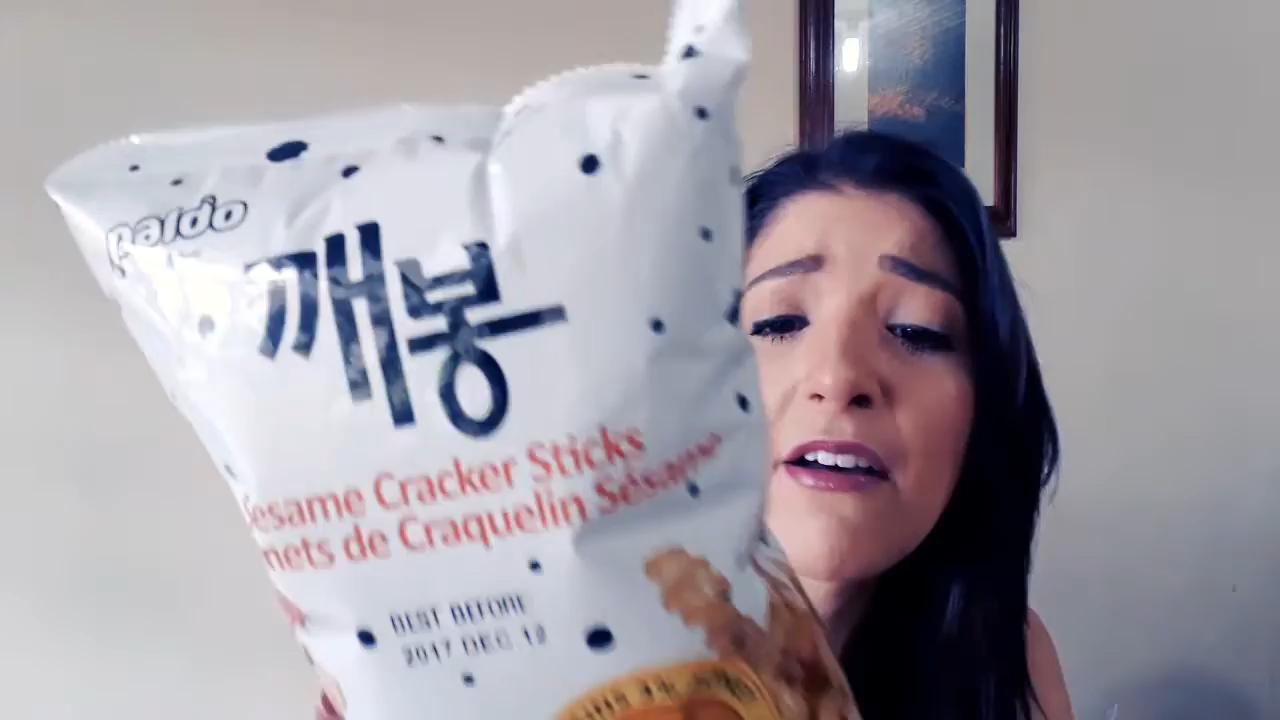 paldo
깨봉
Sesame Cracker Sticks
nets de Craquelin Sésame
BEST BEFORE
2017 DEC 12